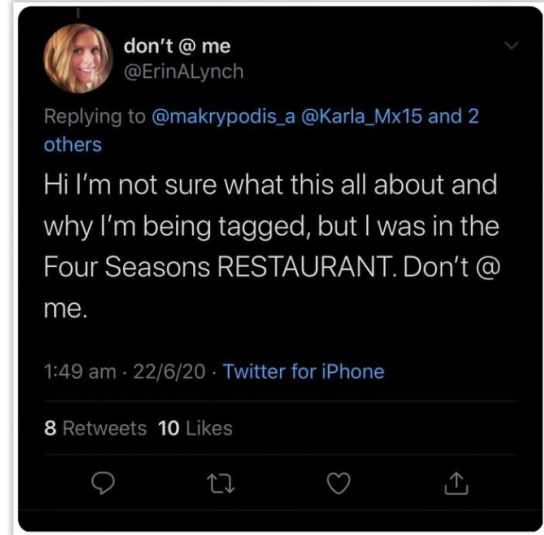 don’t @ me
@ErinALynch
Replying to @makrypodis_a @Karla_Mx15 and 2
others
Hi I’m not sure what this all about and
why I’m being tagged, but I was in the
Four Seasons RESTAURANT. Don’t @
me.
1:49 am · 22/6/20 · Twitter for iPhone
8 Retweets 10 Likes